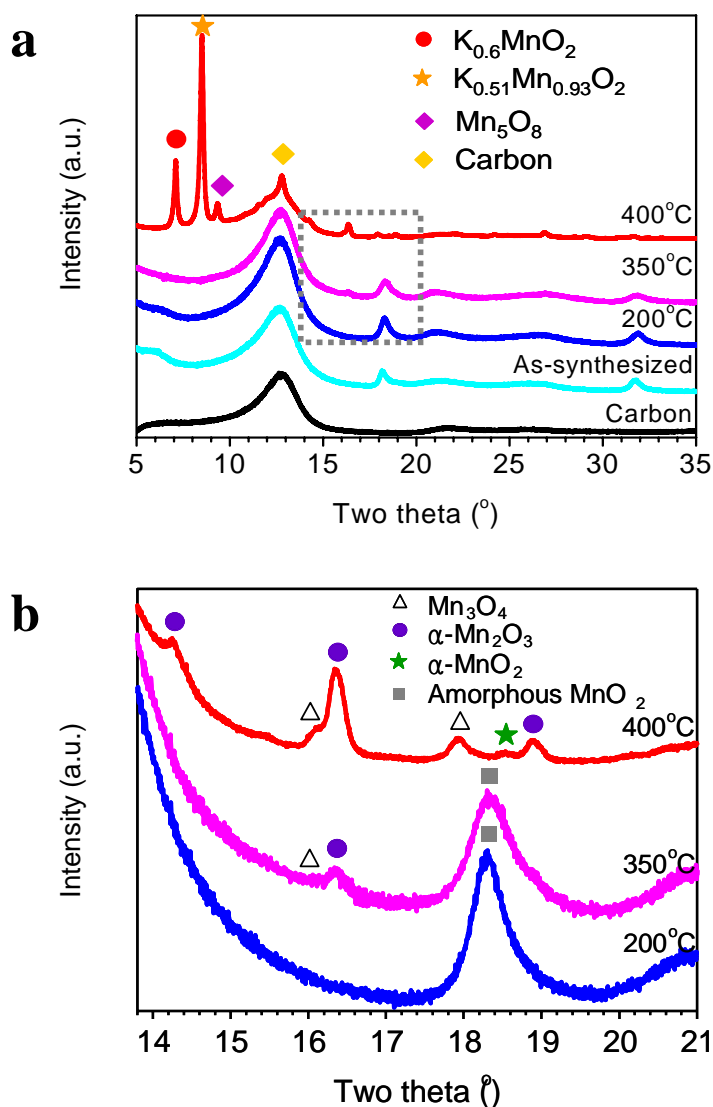 a
K₀.₆MnO₂
K₀.₅₁Mn₀.₉₃O₂
Mn₅O₈
Carbon
400°C
350°C
200°C
As-synthesized
Carbon
Intensity (a.u.)
5 10 15 20 25 30 35
Two theta (°)
b
Mn₃O₄
α-Mn₂O₃
α-MnO₂
Amorphous MnO₂
400°C
350°C
200°C
Intensity (a.u.)
14 15 16 17 18 19 20 21
Two theta (°)